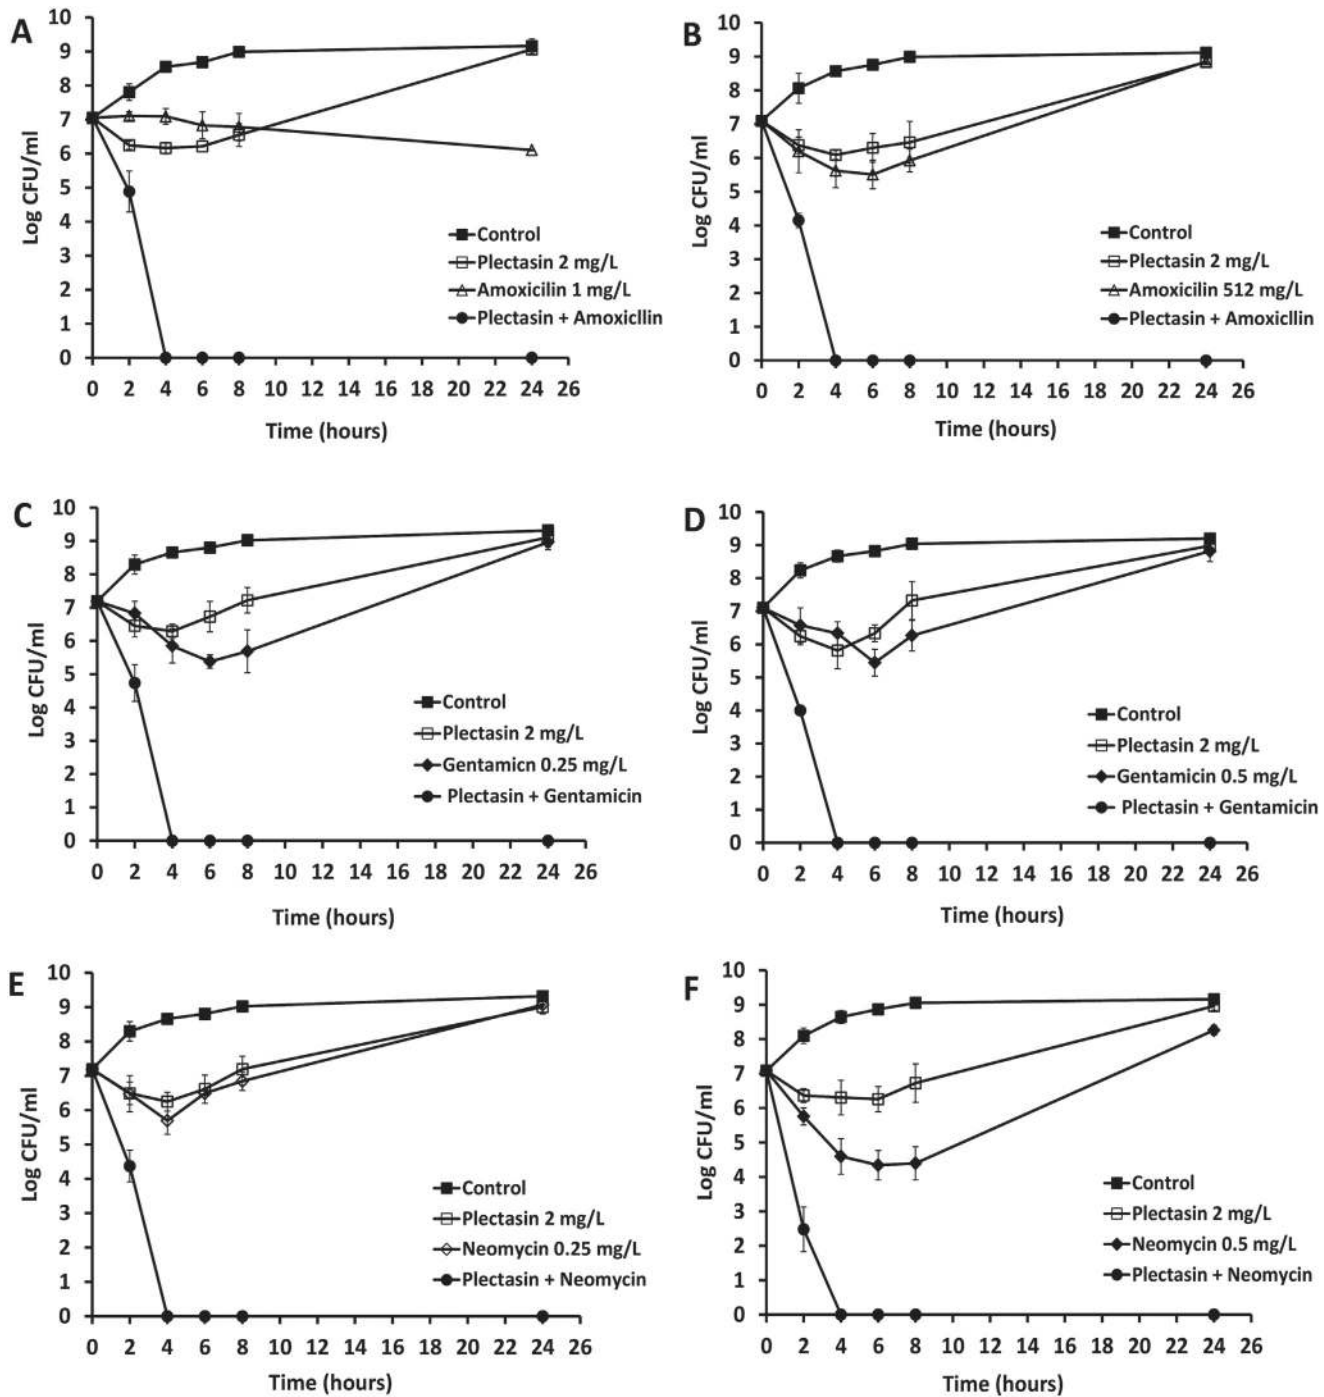 A
10
9
8
7
6
5
4
3
2
1
0
Log CFU/ml
Control
Plectasin 2 mg/L
Amoxicilin 1 mg/L
Plectasin + Amoxicllin
0 2 4 6 8 10 12 14 16 18 20 22 24 26
Time (hours)
B
10
9
8
7
6
5
4
3
2
1
0
Log CFU/ml
Control
Plectasin 2 mg/L
Amoxicilin 512 mg/L
Plectasin + Amoxicllin
0 2 4 6 8 10 12 14 16 18 20 22 24 26
Time (hours)
C
10
9
8
7
6
5
4
3
2
1
0
Log CFU/ml
Control
Plectasin 2 mg/L
Gentamicn 0.25 mg/L
Plectasin + Gentamicin
0 2 4 6 8 10 12 14 16 18 20 22 24 26
Time (hours)
D
10
9
8
7
6
5
4
3
2
1
0
Log CFU/ml
Control
Plectasin 2 mg/L
Gentamicin 0.5 mg/L
Plectasin + Gentamicin
0 2 4 6 8 10 12 14 16 18 20 22 24 26
Time (hours)
E
10
9
8
7
6
5
4
3
2
1
0
Log CFU/ml
Control
Plectasin 2 mg/L
Neomycin 0.25 mg/L
Plectasin + Neomycin
0 2 4 6 8 10 12 14 16 18 20 22 24 26
Time (hours)
F
10
9
8
7
6
5
4
3
2
1
0
Log CFU/ml
Control
Plectasin 2 mg/L
Neomycin 0.5 mg/L
Plectasin + Neomycin
0 2 4 6 8 10 12 14 16 18 20 22 24 26
Time (hours)